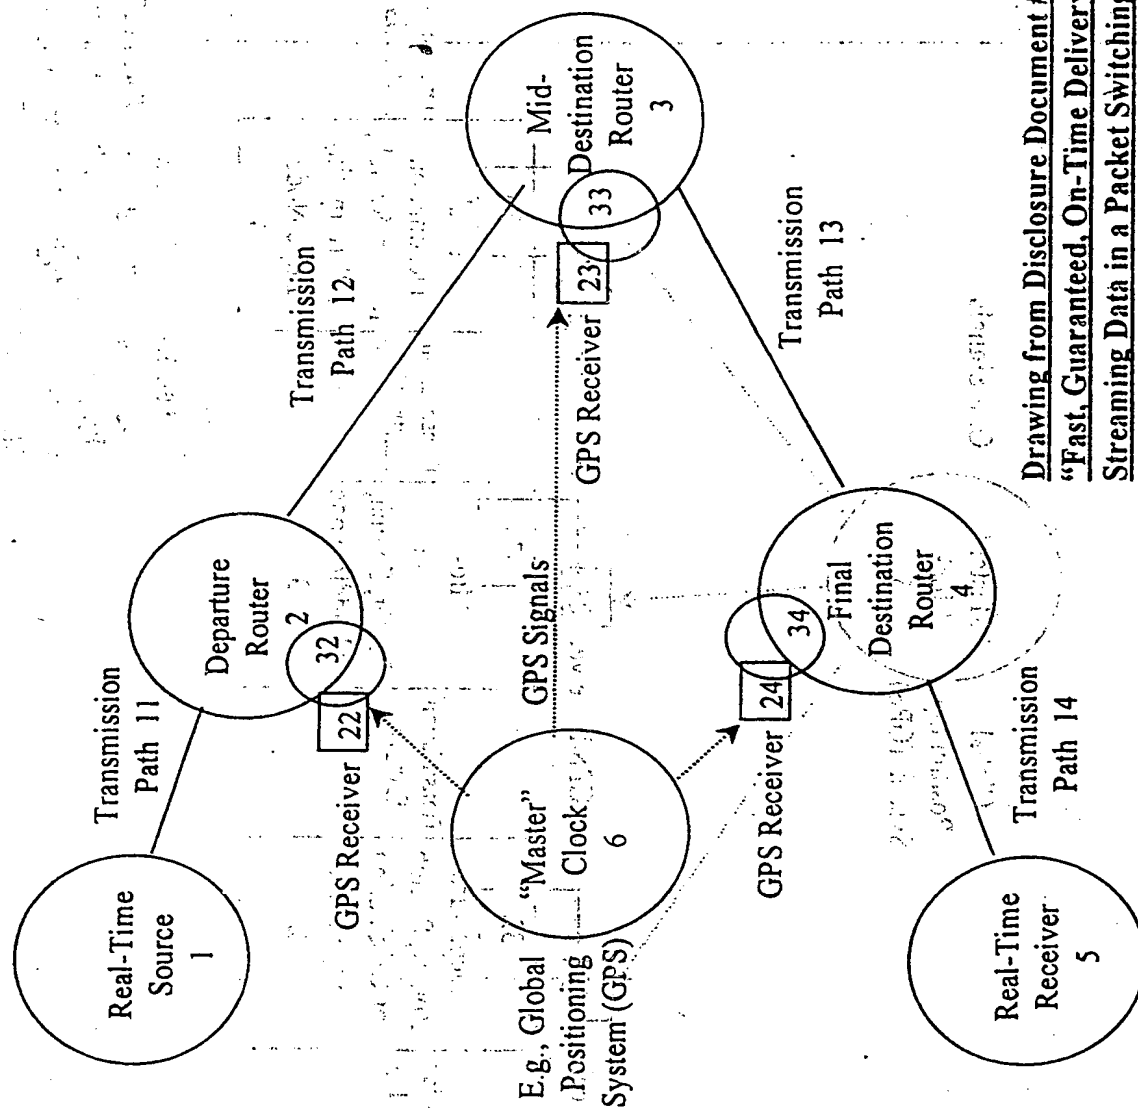 Real-Time
Source
1
Transmission
Path 11
Departure
Router
2
32
22
GPS Receiver
Transmission
Path 12
Mid-
Destination
Router
3
33
23
GPS Receiver
GPS Signals
"Master"
Clock
6
E.g., Global
Positioning
System (GPS)
GPS Receiver
24
34
Final
Destination
Router
4
Transmission
Path 13
Transmission
Path 14
Real-Time
Receiver
5
Drawing from Disclosure Document
"Fast, Guaranteed, On-Time Delivery
Streaming Data in a Packet Switching